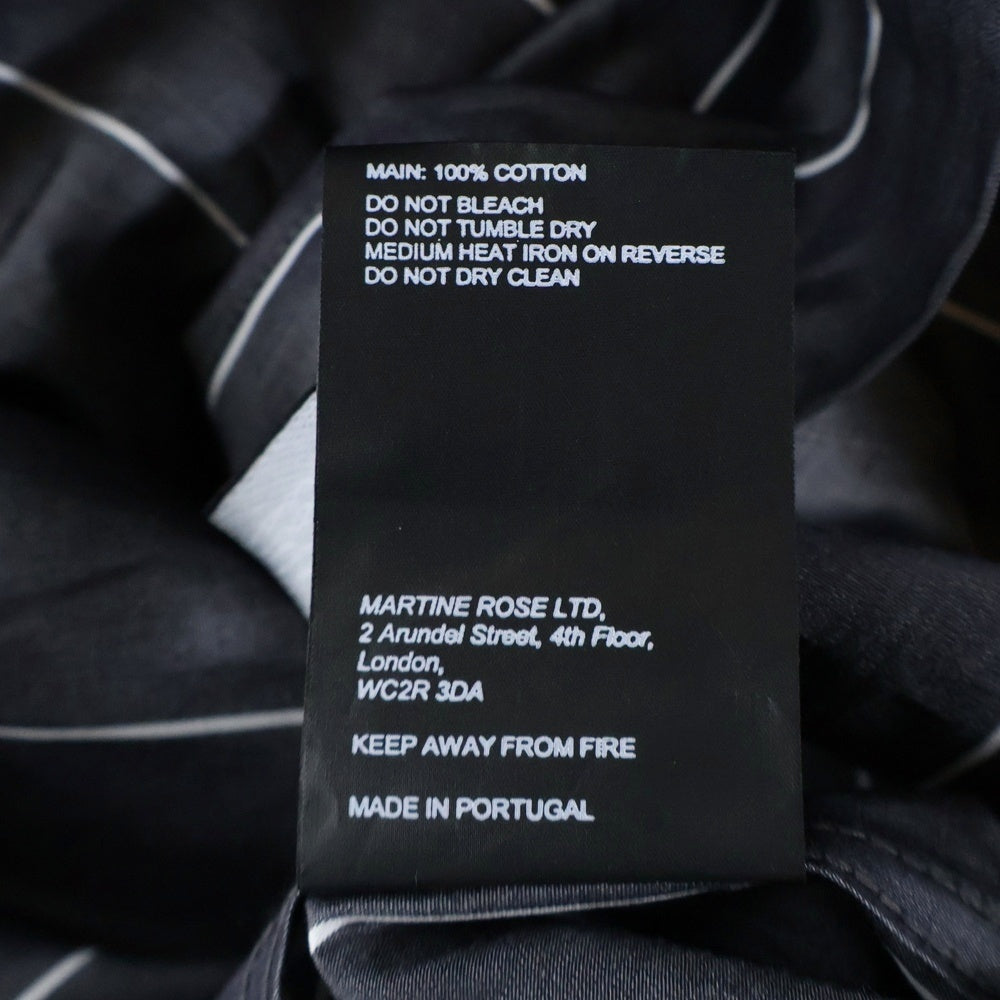 MAIN: 100% COTTON
DO NOT BLEACH
DO NOT TUMBLE DRY
MEDIUM HEAT IRON ON REVERSE
DO NOT DRY CLEAN
MARTINE ROSE LTD,
2 Arundel Street, 4th Floor,
London,
WC2R 3DA
KEEP AWAY FROM FIRE
MADE IN PORTUGAL